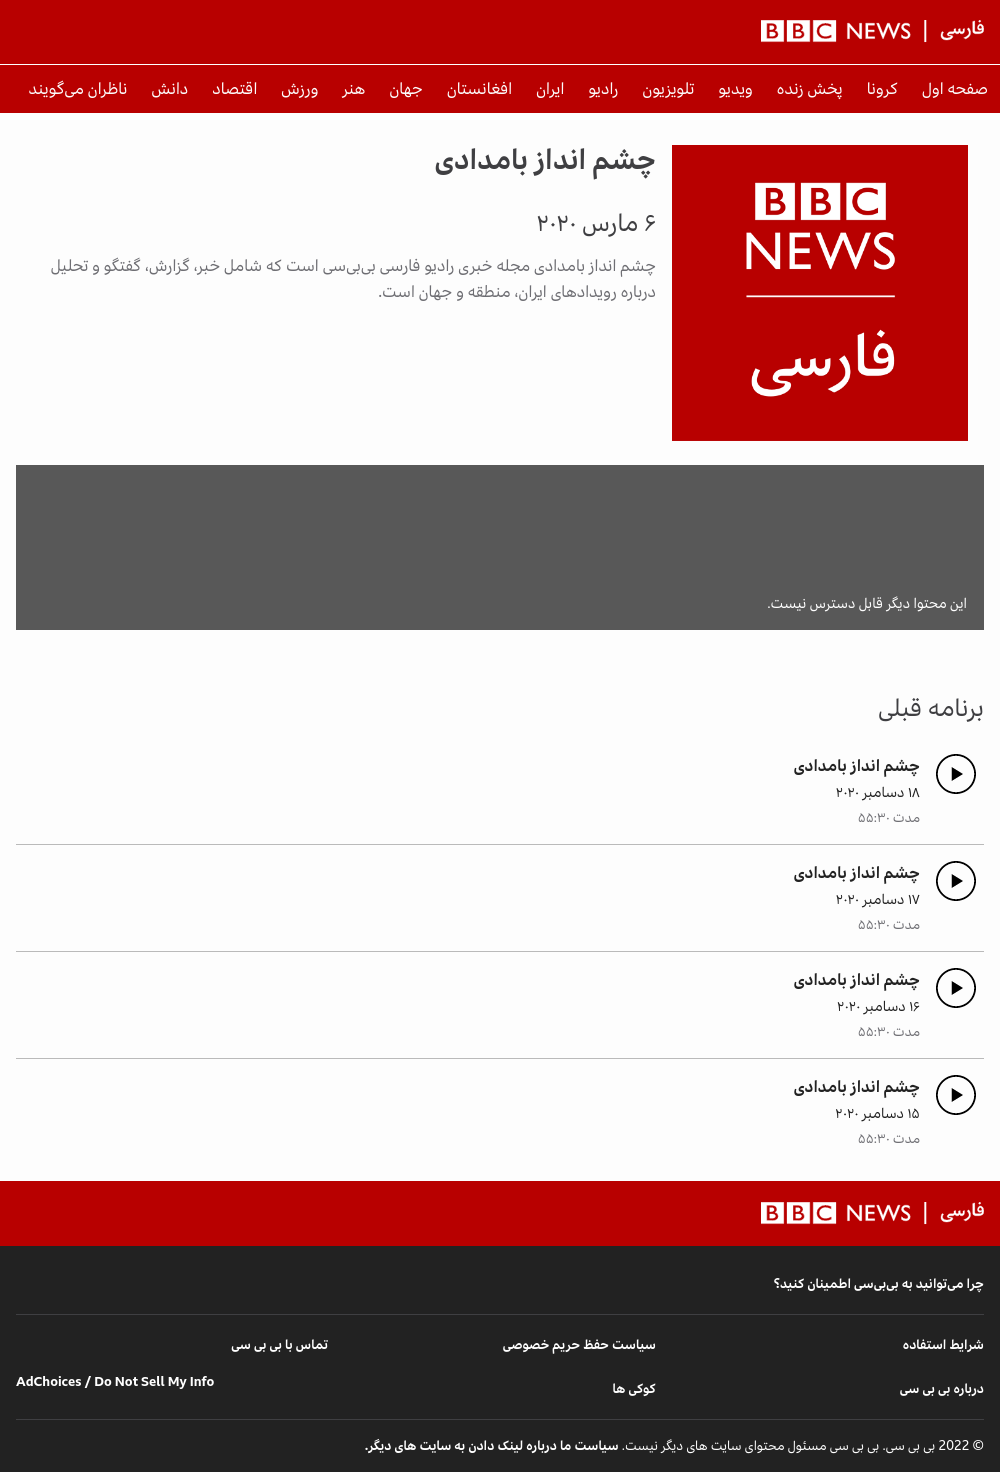 BBC NEWS | فارسی
صفحه اول کرونا پخش زنده ویدیو تلویزیون رادیو ایران افغانستان جهان هنر ورزش اقتصاد دانش ناظران می‌گویند
BBC
NEWS
فارسی
چشم انداز بامدادی
۶ مارس ۲۰۲۰
چشم انداز بامدادی مجله خبری رادیو فارسی بی‌بی‌سی است که شامل خبر، گزارش، گفتگو و تحلیل
درباره رویدادهای ایران، منطقه و جهان است.
این محتوا دیگر قابل دسترس نیست.
برنامه قبلی
چشم انداز بامدادی
۱۸ دسامبر ۲۰۲۰
مدت ۵۵:۳۰
چشم انداز بامدادی
۱۷ دسامبر ۲۰۲۰
مدت ۵۵:۳۰
چشم انداز بامدادی
۱۶ دسامبر ۲۰۲۰
مدت ۵۵:۳۰
چشم انداز بامدادی
۱۵ دسامبر ۲۰۲۰
مدت ۵۵:۳۰
BBC NEWS | فارسی
چرا می‌توانید به بی‌بی‌سی اطمینان کنید؟
شرایط استفاده سیاست حفظ حریم خصوصی تماس با بی بی سی
درباره بی بی سی کوکی ها AdChoices / Do Not Sell My Info
© 2022 بی بی سی. بی بی سی مسئول محتوای سایت های دیگر نیست. سیاست ما درباره لینک دادن به سایت های دیگر.